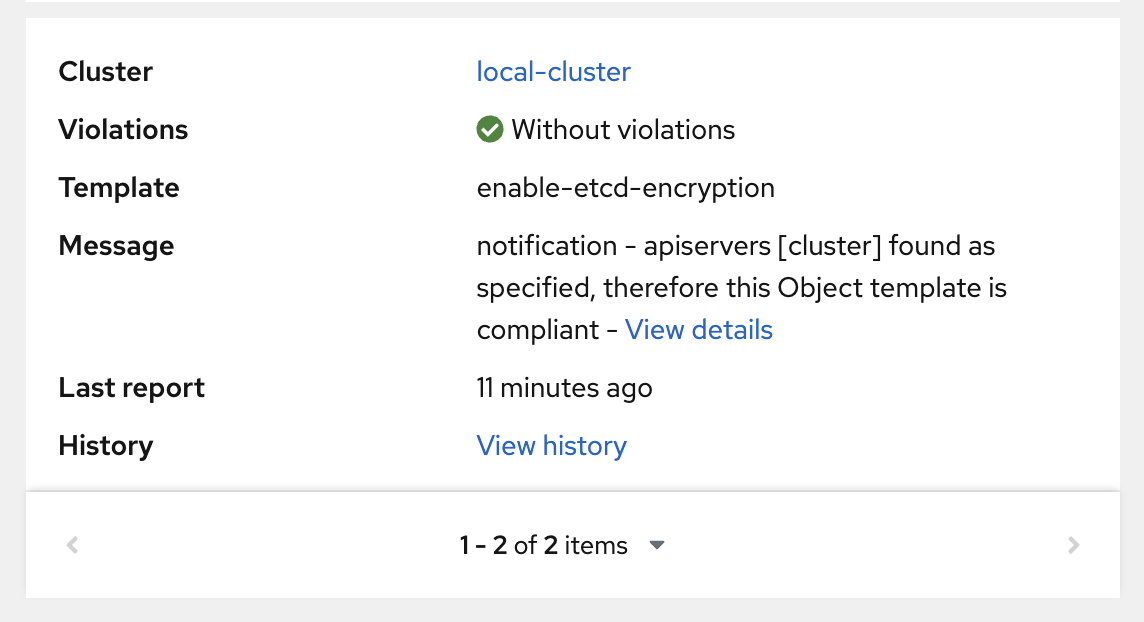 Cluster local-cluster
Violations Without violations
Template enable-etcd-encryption
Message notification - apiservers [cluster] found as
specified, therefore this Object template is
compliant - View details
Last report 11 minutes ago
History View history
1 - 2 of 2 items